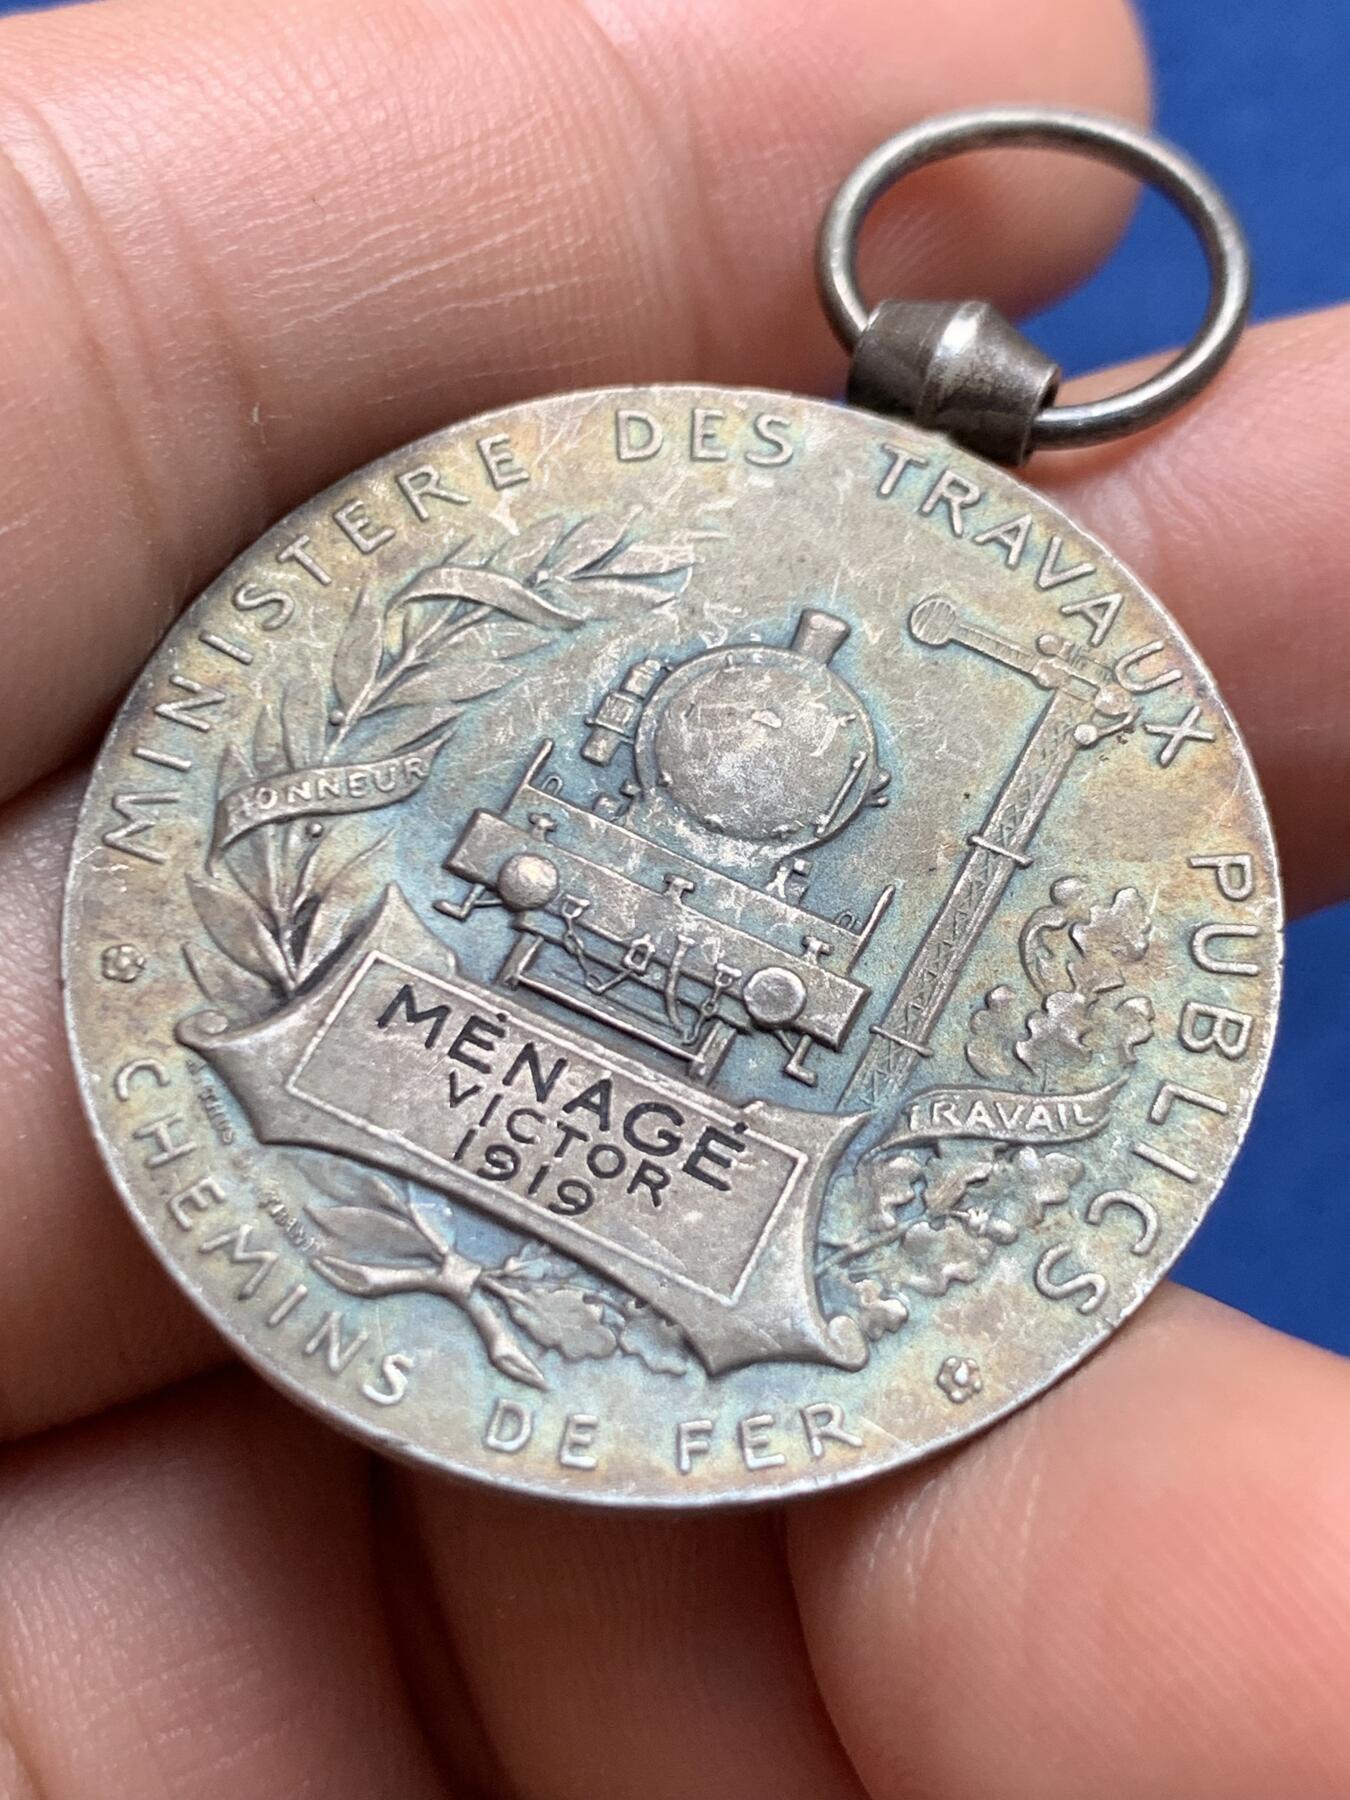 MINISTERE DES TRAVAUX PUBLICS
HONNEUR
MÉNAGÉ
VICTOR
1919
TRAVAIL
CHEMINS DE FER